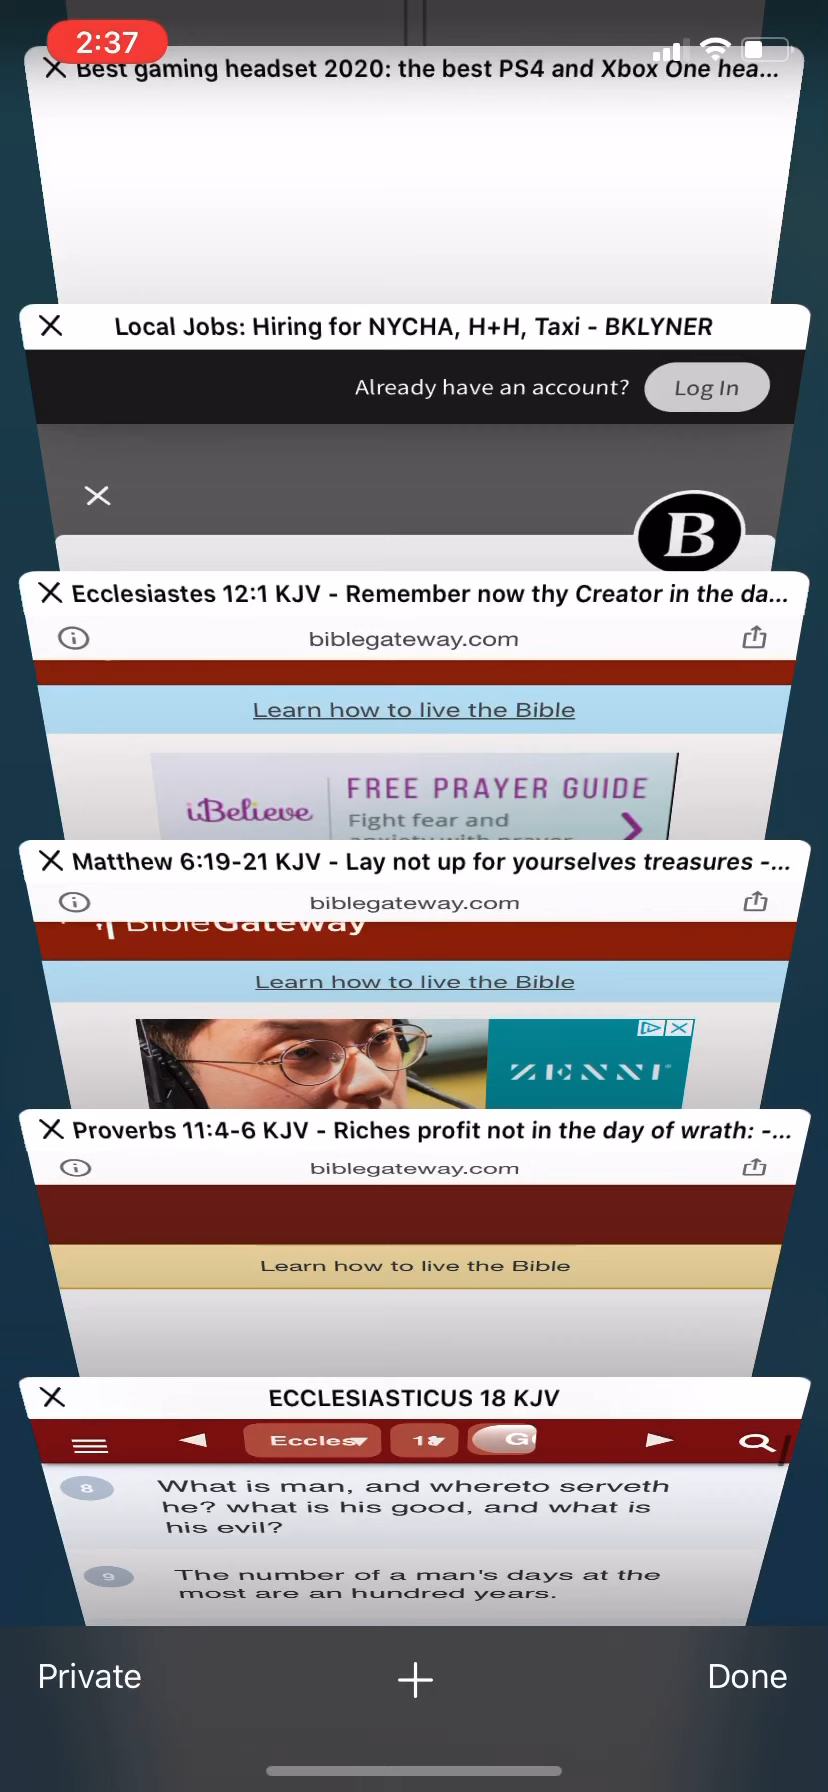 2:37
Best gaming headset 2020: the best PS4 and Xbox One hea...
Local Jobs: Hiring for NYCHA, H+H, Taxi - BKLYNER
Already have an account? Log In
B
Ecclesiastes 12:1 KJV - Remember now thy Creator in the da...
biblegateway.com
Learn how to live the Bible
iBelieve
FREE PRAYER GUIDE
Fight fear and
anxiety with prayer
Matthew 6:19-21 KJV - Lay not up for yourselves treasures -...
biblegateway.com
BibleGateway
Learn how to live the Bible
ZENNI
Proverbs 11:4-6 KJV - Riches profit not in the day of wrath: -...
biblegateway.com
Learn how to live the Bible
ECCLESIASTICUS 18 KJV
Eccles 18 G
8 What is man, and whereto serveth
he? what is his good, and what is
his evil?
9 The number of a man's days at the
most are an hundred years.
Private
Done